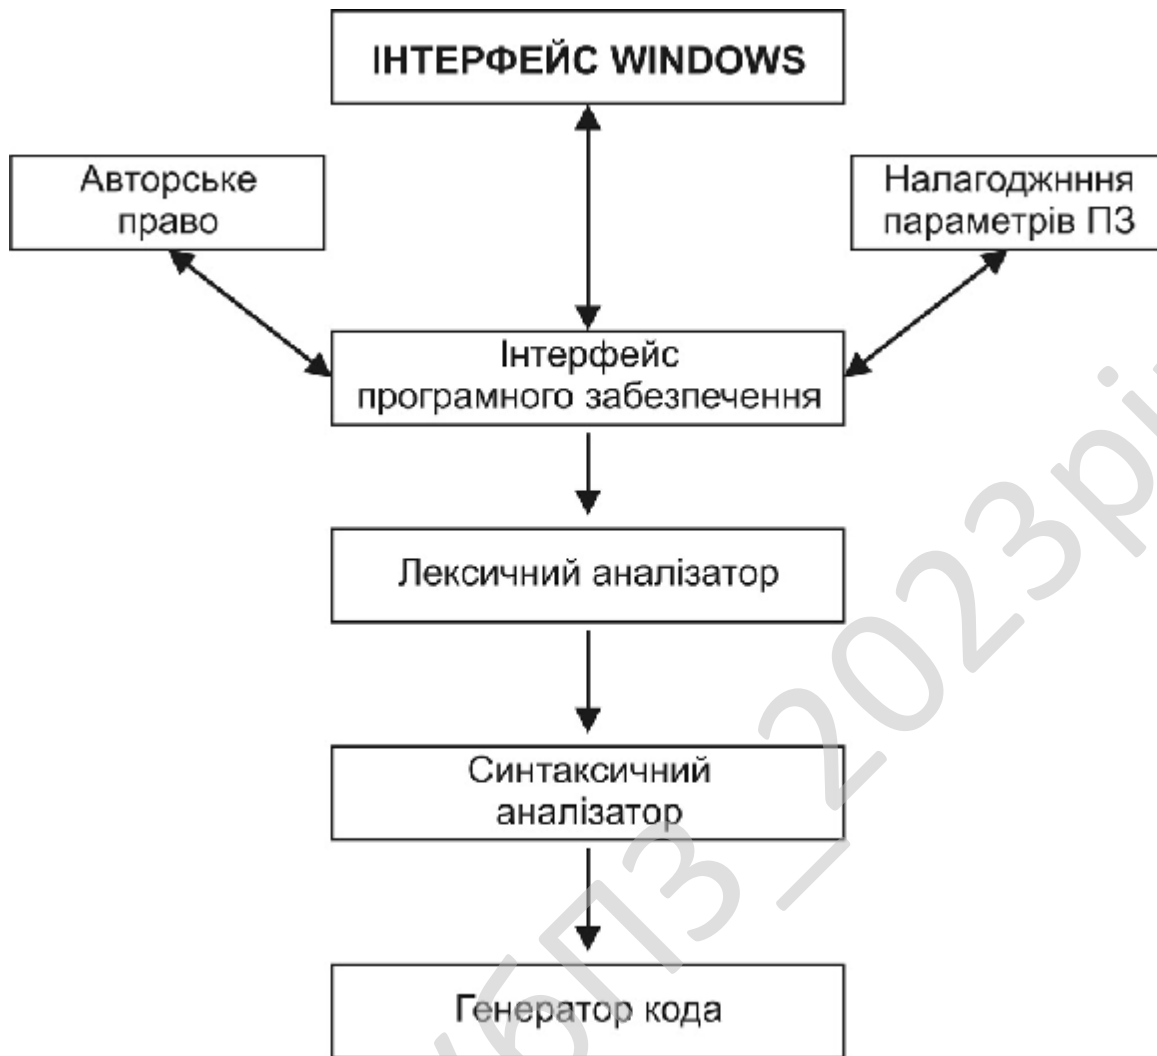 ІНТЕРФЕЙС WINDOWS
Авторське
право
Налагоджнння
параметрів ПЗ
Інтерфейс
програмного забезпечення
Лексичний аналізатор
Синтаксичний
аналізатор
Генератор кода